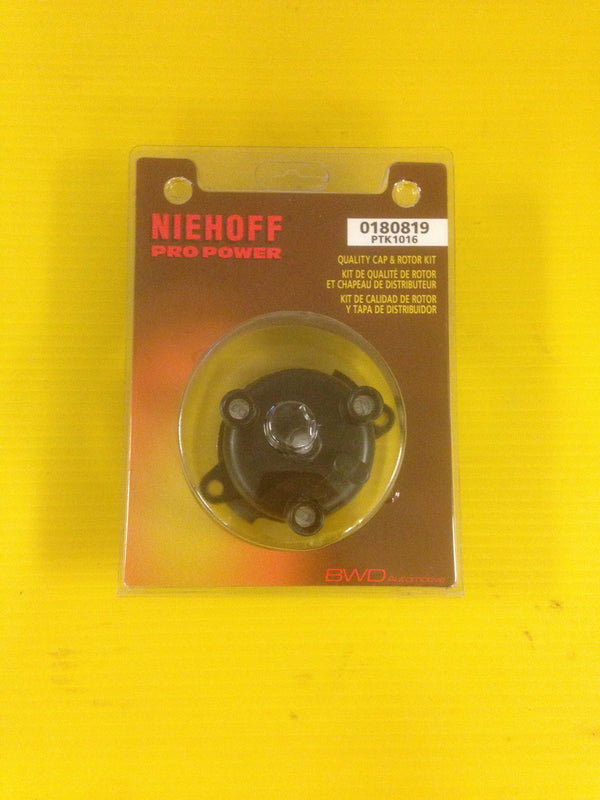 NIEHOFF
PRO POWER
0180819
PTK1016
QUALITY CAP & ROTOR KIT
KIT DE QUALITÉ DE ROTOR
ET CHAPEAU DE DISTRIBUTEUR
KIT DE CALIDAD DE ROTOR
Y TAPA DE DISTRIBUIDOR
BWD Automotive